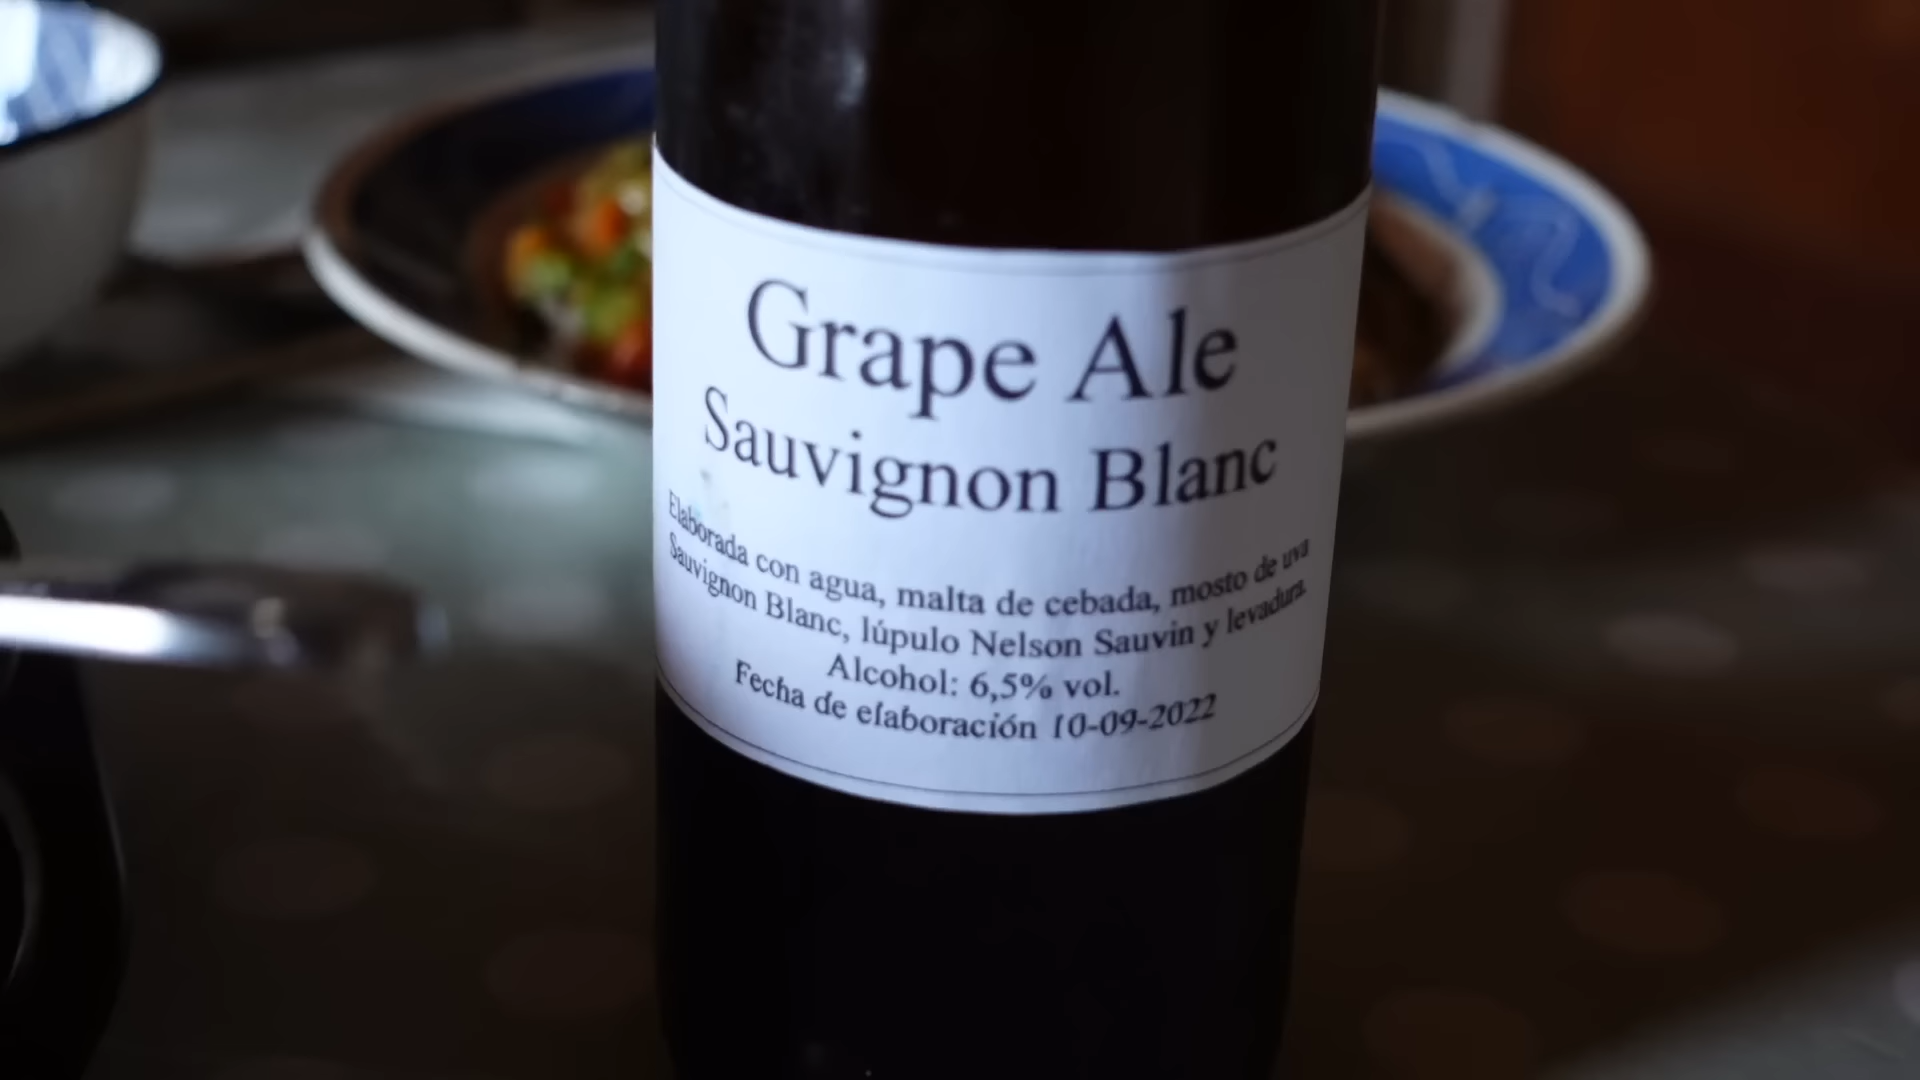 Grape Ale
Sauvignon Blanc
Elaborada con agua, malta de cebada, mosto de uva
Sauvignon Blanc, lúpulo Nelson Sauvin y levadura.
Alcohol: 6,5% vol.
Fecha de elaboración 10-09-2022